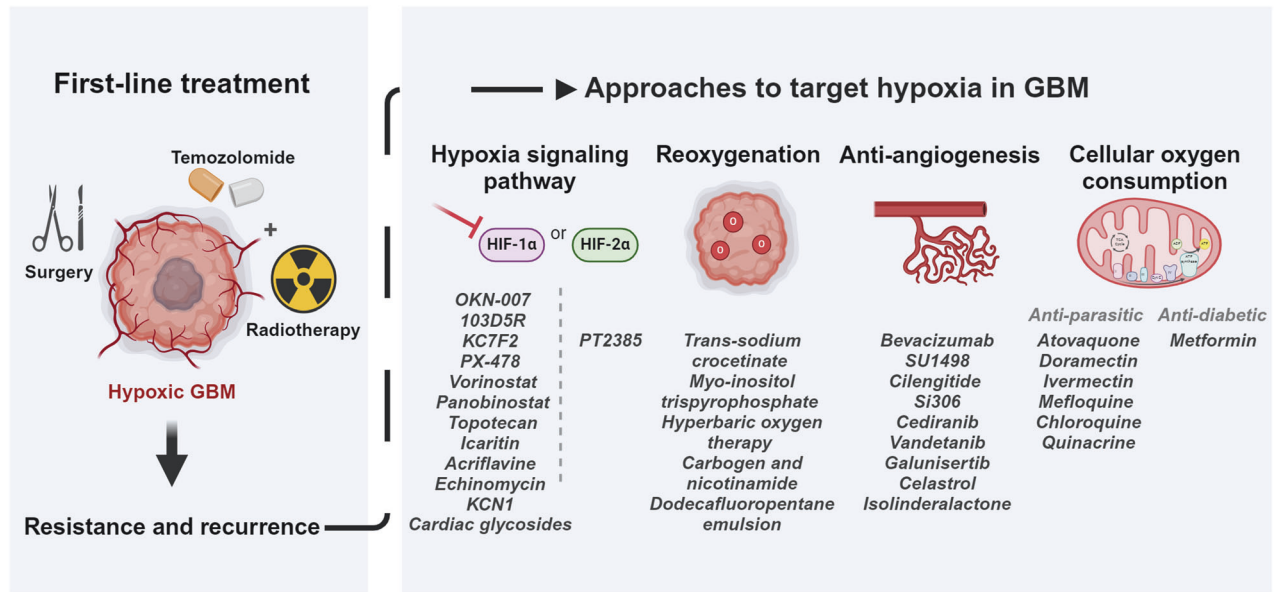 First-line treatment
Temozolomide
+
Surgery
Radiotherapy
Hypoxic GBM
Resistance and recurrence
Approaches to target hypoxia in GBM
Hypoxia signaling
pathway
HIF-1α
or
HIF-2α
OKN-007
103D5R
KC7F2
PX-478
Vorinostat
Panobinostat
Topotecan
Icaritin
Acriflavine
Echinomycin
KCN1
Cardiac glycosides
PT2385
Reoxygenation
O
O
O
Trans-sodium
crocetinate
Myo-inositol
trispyrophosphate
Hyperbaric oxygen
therapy
Carbogen and
nicotinamide
Dodecafluoropentane
emulsion
Anti-angiogenesis
Bevacizumab
SU1498
Cilengitide
Si306
Cediranib
Vandetanib
Galunisertib
Celastrol
Isolinderalactone
Cellular oxygen
consumption
Anti-parasitic
Atovaquone
Doramectin
Ivermectin
Mefloquine
Chloroquine
Quinacrine
Anti-diabetic
Metformin